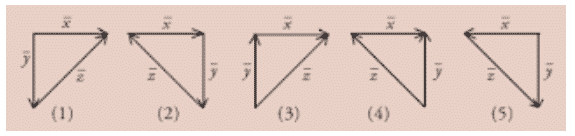 x̄ x̄ x̄ x̄ x̄
ȳ z̄ z̄ ȳ ȳ z̄ z̄ ȳ z̄ ȳ
(1) (2) (3) (4) (5)